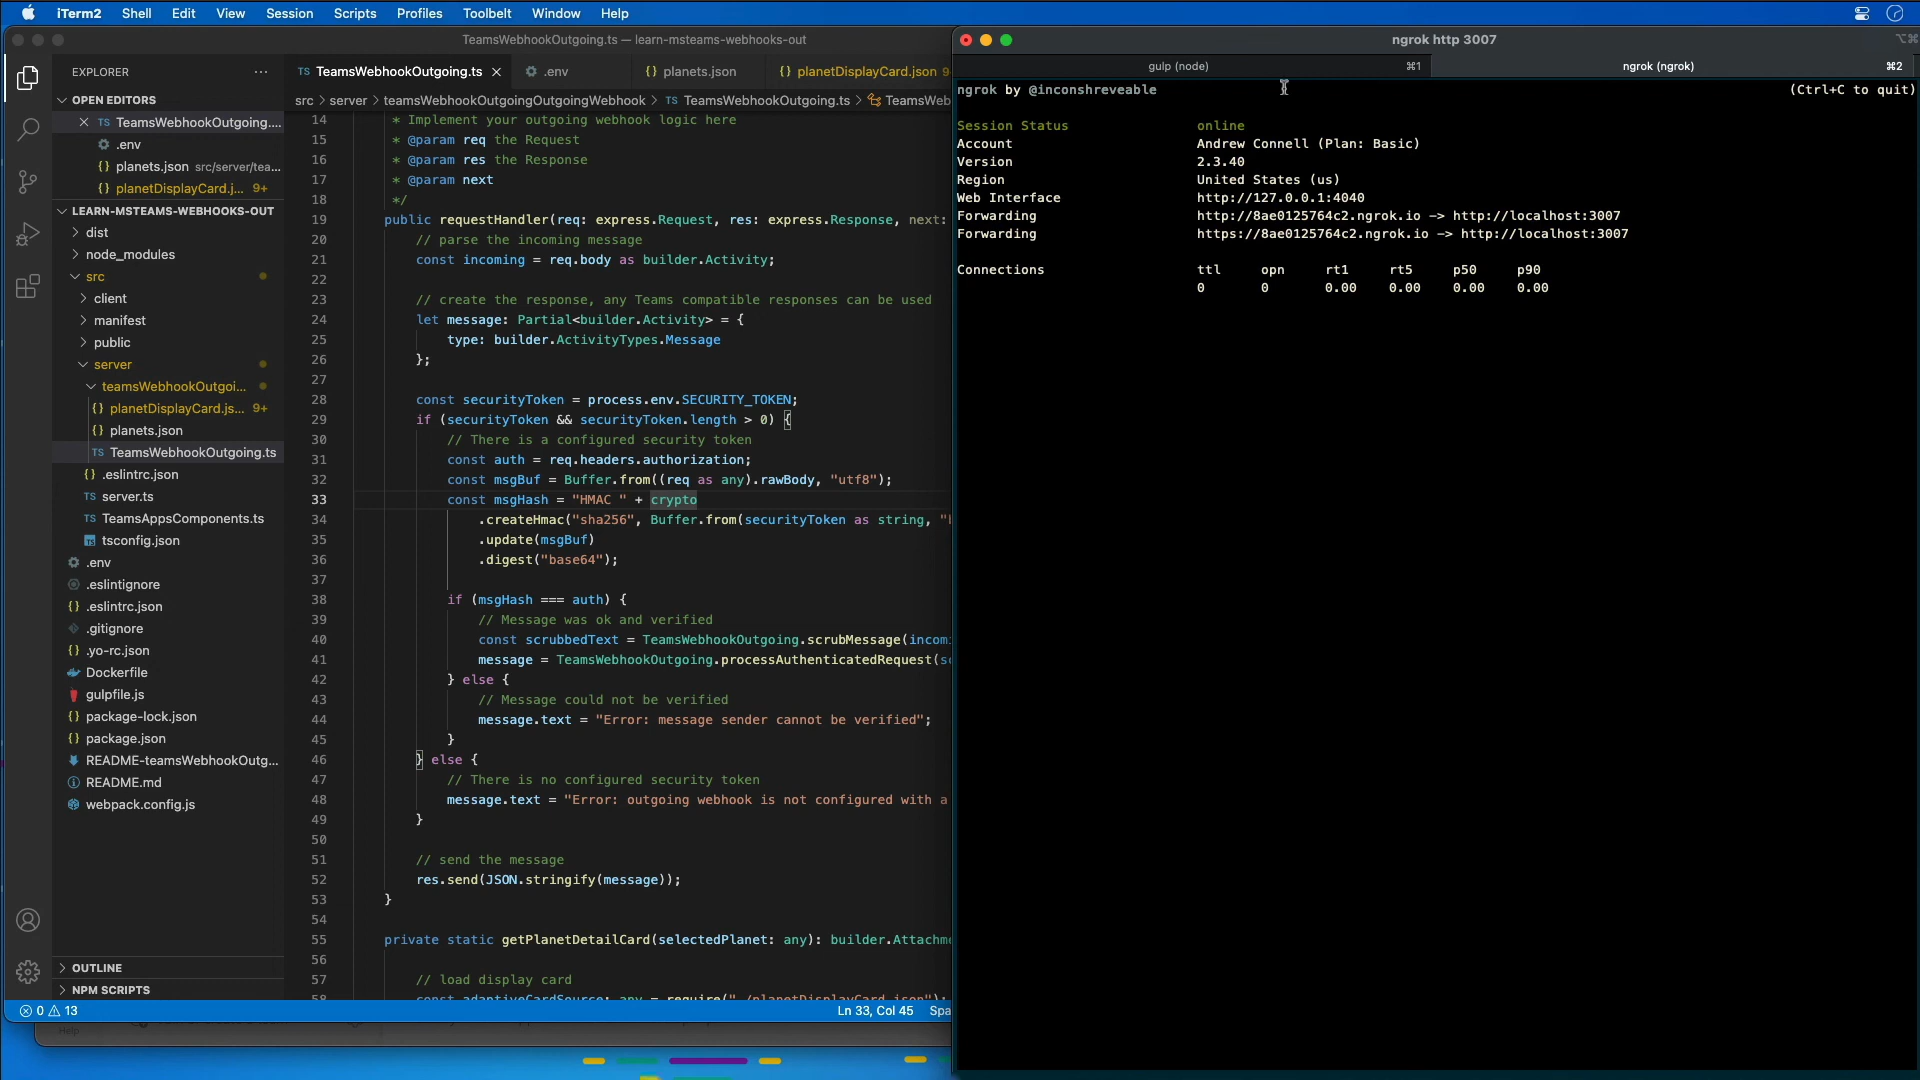 iTerm2 Shell Edit View Session Scripts Profiles Toolbelt Window Help
TeamsWebhookOutgoing.ts — learn-msteams-webhooks-out
EXPLORER
OPEN EDITORS
TeamsWebhookOutgoing....
.env
planets.json src/server/tea...
planetDisplayCard.j... 9+
LEARN-MSTEAMS-WEBHOOKS-OUT
dist
node_modules
src
client
manifest
public
server
teamsWebhookOutgoi...
planetDisplayCard.js... 9+
planets.json
TeamsWebhookOutgoing.ts
.eslintrc.json
server.ts
TeamsAppsComponents.ts
tsconfig.json
.env
.eslintignore
.eslintrc.json
.gitignore
.yo-rc.json
Dockerfile
gulpfile.js
package-lock.json
package.json
README-teamsWebhookOutg...
README.md
webpack.config.js
OUTLINE
NPM SCRIPTS
TS TeamsWebhookOutgoing.ts .env planets.json planetDisplayCard.json 9
src > server > teamsWebhookOutgoingOutgoingWebhook > TS TeamsWebhookOutgoing.ts > TeamsWeb
14 * Implement your outgoing webhook logic here
15 * @param req the Request
16 * @param res the Response
17 * @param next
18 */
19 public requestHandler(req: express.Request, res: express.Response, next:
20 // parse the incoming message
21 const incoming = req.body as builder.Activity;
22
23 // create the response, any Teams compatible responses can be used
24 let message: Partial<builder.Activity> = {
25 type: builder.ActivityTypes.Message
26 };
27
28 const securityToken = process.env.SECURITY_TOKEN;
29 if (securityToken && securityToken.length > 0) {
30 // There is a configured security token
31 const auth = req.headers.authorization;
32 const msgBuf = Buffer.from((req as any).rawBody, "utf8");
33 const msgHash = "HMAC " + crypto
34 .createHmac("sha256", Buffer.from(securityToken as string, "b
35 .update(msgBuf)
36 .digest("base64");
37
38 if (msgHash === auth) {
39 // Message was ok and verified
40 const scrubbedText = TeamsWebhookOutgoing.scrubMessage(incom
41 message = TeamsWebhookOutgoing.processAuthenticatedRequest(sc
42 } else {
43 // Message could not be verified
44 message.text = "Error: message sender cannot be verified";
45 }
46 } else {
47 // There is no configured security token
48 message.text = "Error: outgoing webhook is not configured with a
49 }
50
51 // send the message
52 res.send(JSON.stringify(message));
53 }
54
55 private static getPlanetDetailCard(selectedPlanet: any): builder.Attachme
56
57 // load display card
58 const adaptiveCardSource: any = require("./planetDisplayCard.json");
0 13
Ln 33, Col 45 Spa
Help
ngrok http 3007
gulp (node) ⌘1 ngrok (ngrok) ⌘2
ngrok by @inconshreveable (Ctrl+C to quit)
Session Status online
Account Andrew Connell (Plan: Basic)
Version 2.3.40
Region United States (us)
Web Interface http://127.0.0.1:4040
Forwarding http://8ae0125764c2.ngrok.io -> http://localhost:3007
Forwarding https://8ae0125764c2.ngrok.io -> http://localhost:3007
Connections ttl opn rt1 rt5 p50 p90
0 0 0.00 0.00 0.00 0.00